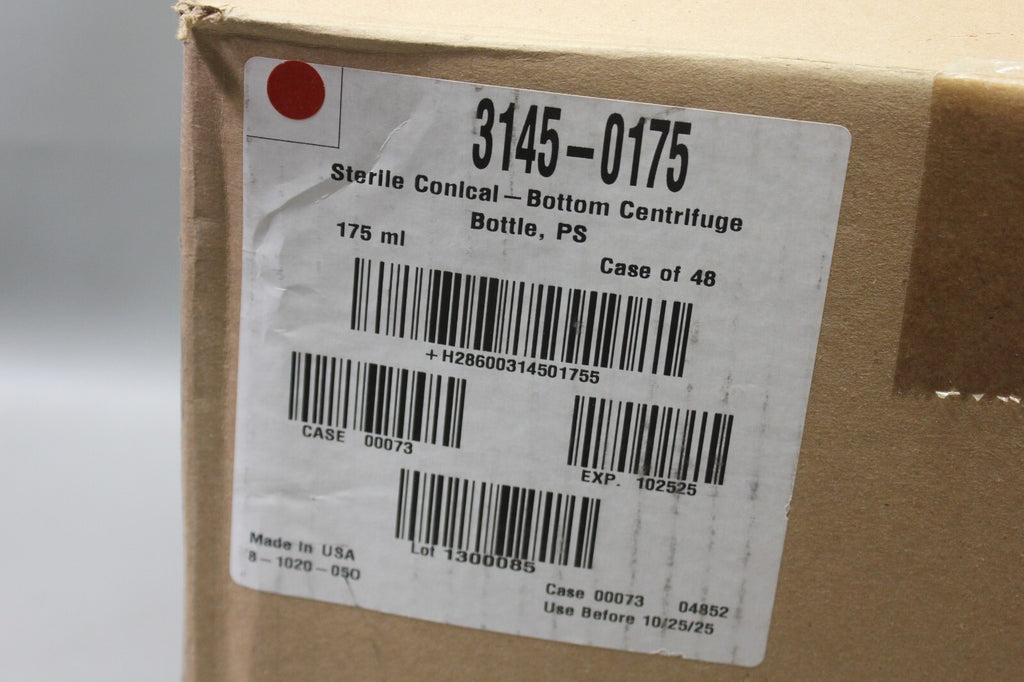 3145-0175
Sterile Conical-Bottom Centrifuge
Bottle, PS
175 ml
Case of 48
+H28600314501755
CASE 00073
EXP. 102525
Lot 1300085
Made in USA
8-1020-050
Case 00073 04852
Use Before 10/25/25